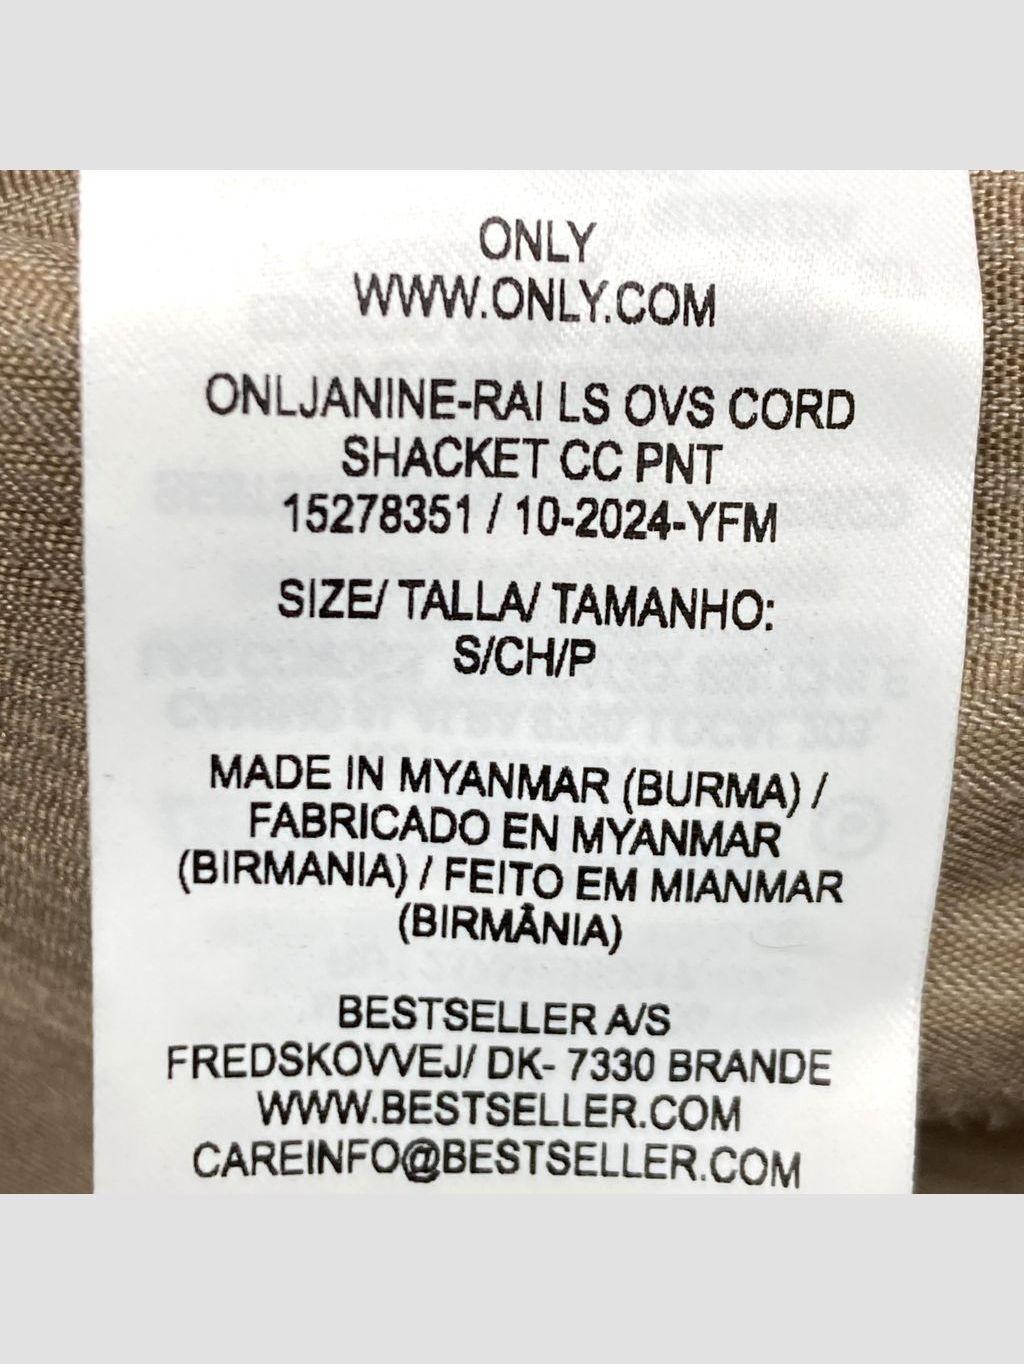 ONLY
WWW.ONLY.COM
ONLJANINE-RAI LS OVS CORD
SHACKET CC PNT
15278351 / 10-2024-YFM
SIZE/ TALLA/ TAMANHO:
S/CH/P
MADE IN MYANMAR (BURMA) /
FABRICADO EN MYANMAR
(BIRMANIA) / FEITO EM MIANMAR
(BIRMÂNIA)
BESTSELLER A/S
FREDSKOVVEJ/ DK- 7330 BRANDE
WWW.BESTSELLER.COM
CAREINFO@BESTSELLER.COM